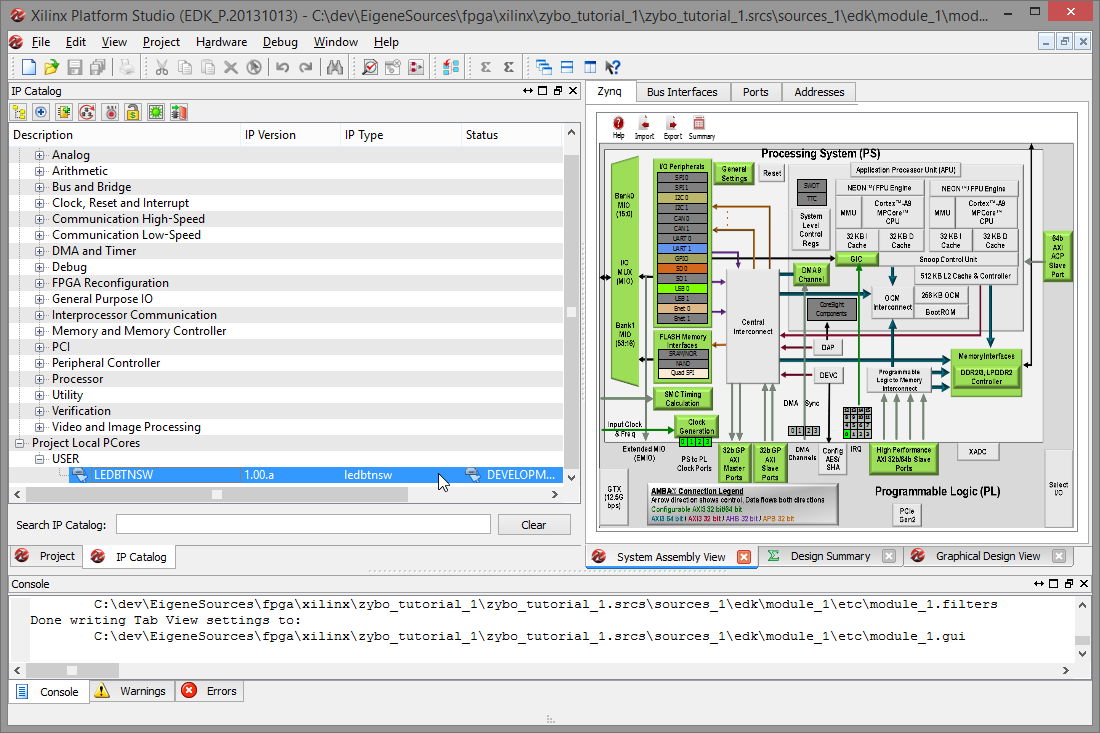 Xilinx Platform Studio (EDK_P.20131013) - C:\dev\EigeneSources\fpga\xilinx\zybo_tutorial_1\zybo_tutorial_1.srcs\sources_1\edk\module_1\mod...
File Edit View Project Hardware Debug Window Help
IP Catalog
Description IP Version IP Type Status
Analog
Arithmetic
Bus and Bridge
Clock, Reset and Interrupt
Communication High-Speed
Communication Low-Speed
DMA and Timer
Debug
FPGA Reconfiguration
General Purpose IO
Interprocessor Communication
Memory and Memory Controller
PCI
Peripheral Controller
Processor
Utility
Verification
Video and Image Processing
Project Local PCores
USER
LEDBTNSW 1.00.a ledbtnsw DEVELOPM...
Search IP Catalog:
Clear
Project IP Catalog
Zynq Bus Interfaces Ports Addresses
Help Import Export Summary
Processing System (PS)
Bank0
MIO
(15:0)
I/O
MUX
(MIO)
Bank1
MIO
(53:16)
I/O Peripherals
SPI 0
SPI 1
I2C 0
I2C 1
CAN 0
CAN 1
UART 0
UART 1
GPIO
SD 0
SD 1
USB 0
USB 1
Enet 0
Enet 1
FLASH Memory
Interfaces
SRAM/NOR
NAND
Quad SPI
SMC Timing
Calculation
General
Settings
Reset
Application Processor Unit (APU)
SWDT
TTC
System
Level
Control
Regs
NEON™/FPU Engine
MMU
Cortex™-A9
MPCore™
CPU
32 KB I
Cache
32 KB D
Cache
NEON™/FPU Engine
MMU
Cortex™-A9
MPCore™
CPU
32 KB I
Cache
32 KB D
Cache
GIC
Snoop Control Unit
512 KB L2 Cache & Controller
DMA8
Channel
CoreSight
Components
OCM
Interconnect
256 KB OCM
BootROM
64b
AXI
ACP
Slave
Port
Central
Interconnect
DAP
DEVC
Programmable
Logic to Memory
Interconnect
Memory Interfaces
DDR2/3, LPDDR2
Controller
Input Clock
& Freq
Clock
Generation
0 1 2 3
DMA Sync
0 1 2 3
Extended MIO
(EMIO)
PS to PL
Clock Ports
32b GP
AXI
Master
Ports
32b GP
AXI
Slave
Ports
DMA
Channels
Config
AES/
SHA
IRQ
High Performance
AXI 32b/64b Slave
Ports
XADC
GTX
(12.5G
bps)
AMBA® Connection Legend
Arrow direction shows control, Data flows both directions
Configurable AXI3 32 bit/64 bit
AXI3 64 bit / AXI3 32 bit / AHB 32 bit / APB 32 bit
Programmable Logic (PL)
PCIe
Gen2
Select
I/O
System Assembly View Design Summary Graphical Design View
Console
C:\dev\EigeneSources\fpga\xilinx\zybo_tutorial_1\zybo_tutorial_1.srcs\sources_1\edk\module_1\etc\module_1.filters
Done writing Tab View settings to:
C:\dev\EigeneSources\fpga\xilinx\zybo_tutorial_1\zybo_tutorial_1.srcs\sources_1\edk\module_1\etc\module_1.gui
Console Warnings Errors